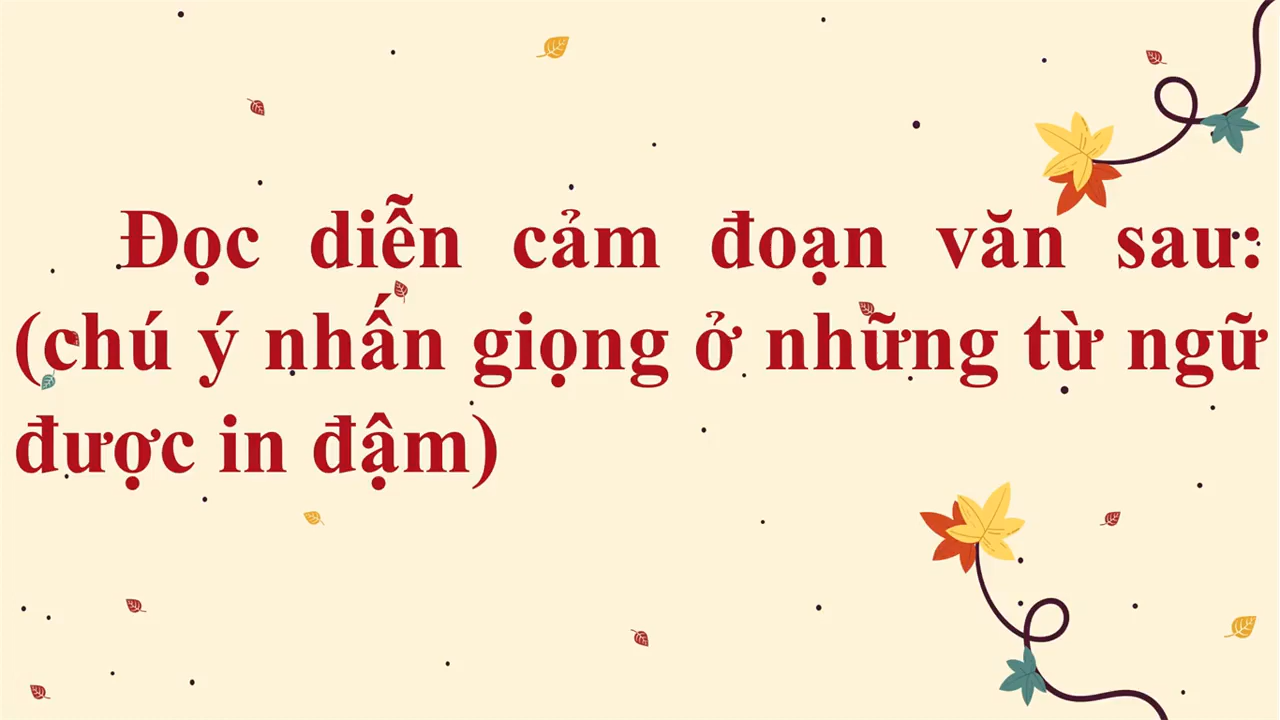 Đọc diễn cảm đoạn văn sau:
(chú ý nhấn giọng ở những từ ngữ
được in đậm)